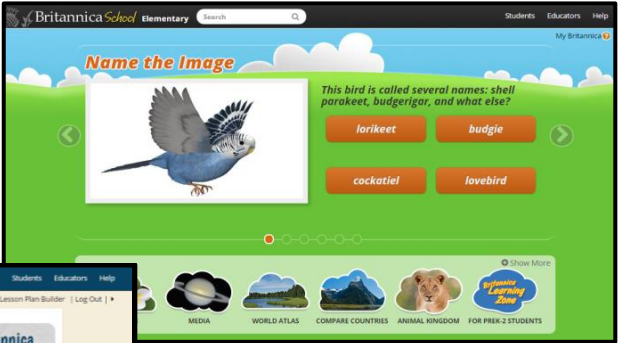 Britannica School Elementary Search Students Educators Help
My Britannica
Name the Image
This bird is called several names: shell
parakeet, budgerigar, and what else?
lorikeet budgie
cockatiel lovebird
Show More
Britannica
Learning
Zone
MEDIA WORLD ATLAS COMPARE COUNTRIES ANIMAL KINGDOM FOR PREK-2 STUDENTS
Students Educators Help
Lesson Plan Builder | Log Out |
nnica